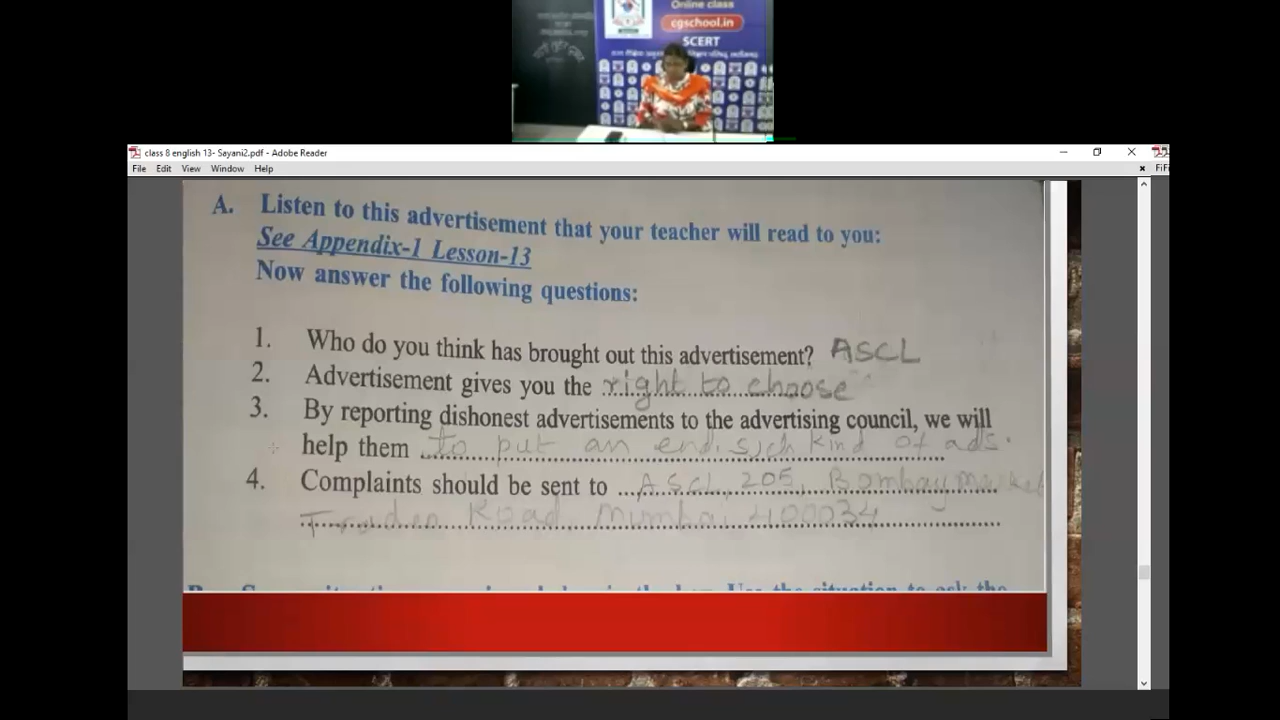 Online class
cgschool.in
SCERT
class 8 english 13- Sayani2.pdf - Adobe Reader
File Edit View Window Help
A. Listen to this advertisement that your teacher will read to you:
See Appendix-1 Lesson-13
Now answer the following questions:
1. Who do you think has brought out this advertisement? ASCL
2. Advertisement gives you the right to choose
3. By reporting dishonest advertisements to the advertising council, we will
help them to put an end such kind of ads.
4. Complaints should be sent to ASCL, 205, Bombay market
Road, Mumbai 400034